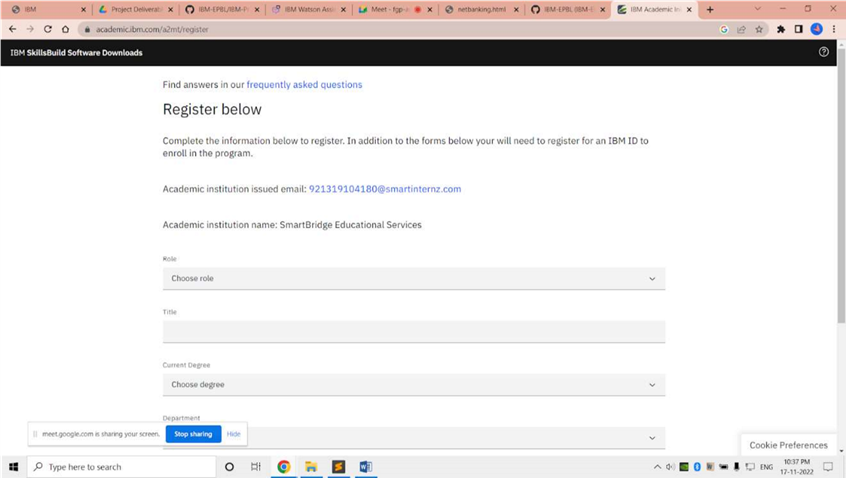 IBM
Project Deliverabl
IBM-EPBL/IBM-P
IBM Watson Assi
Meet - fgp-
netbanking.html
IBM-EPBL (IBM-E
IBM Academic Ini
academic.ibm.com/a2mt/register
IBM SkillsBuild Software Downloads
Find answers in our frequently asked questions
Register below
Complete the information below to register. In addition to the forms below your will need to register for an IBM ID to
enroll in the program.
Academic institution issued email: 921319104180@smartinternz.com
Academic institution name: SmartBridge Educational Services
Role
Choose role
Title
Current Degree
Choose degree
Department
meet.google.com is sharing your screen. Stop sharing Hide
Cookie Preferences
Type here to search
ENG
10:37 PM
17-11-2022